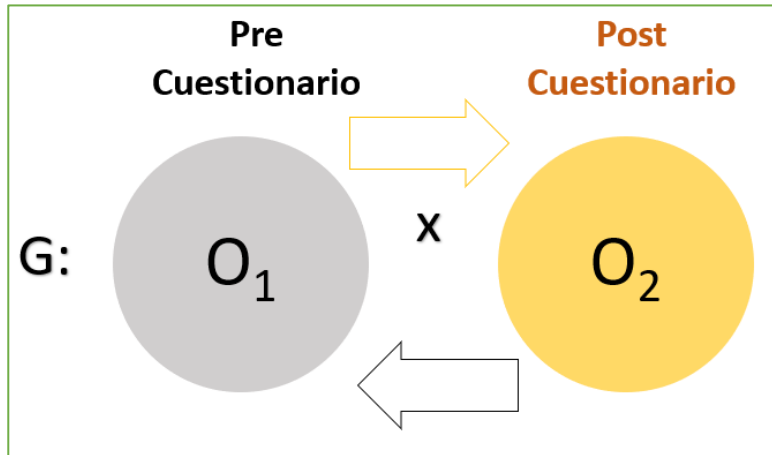 Pre
Cuestionario
Post
Cuestionario
G:
O₁
x
O₂